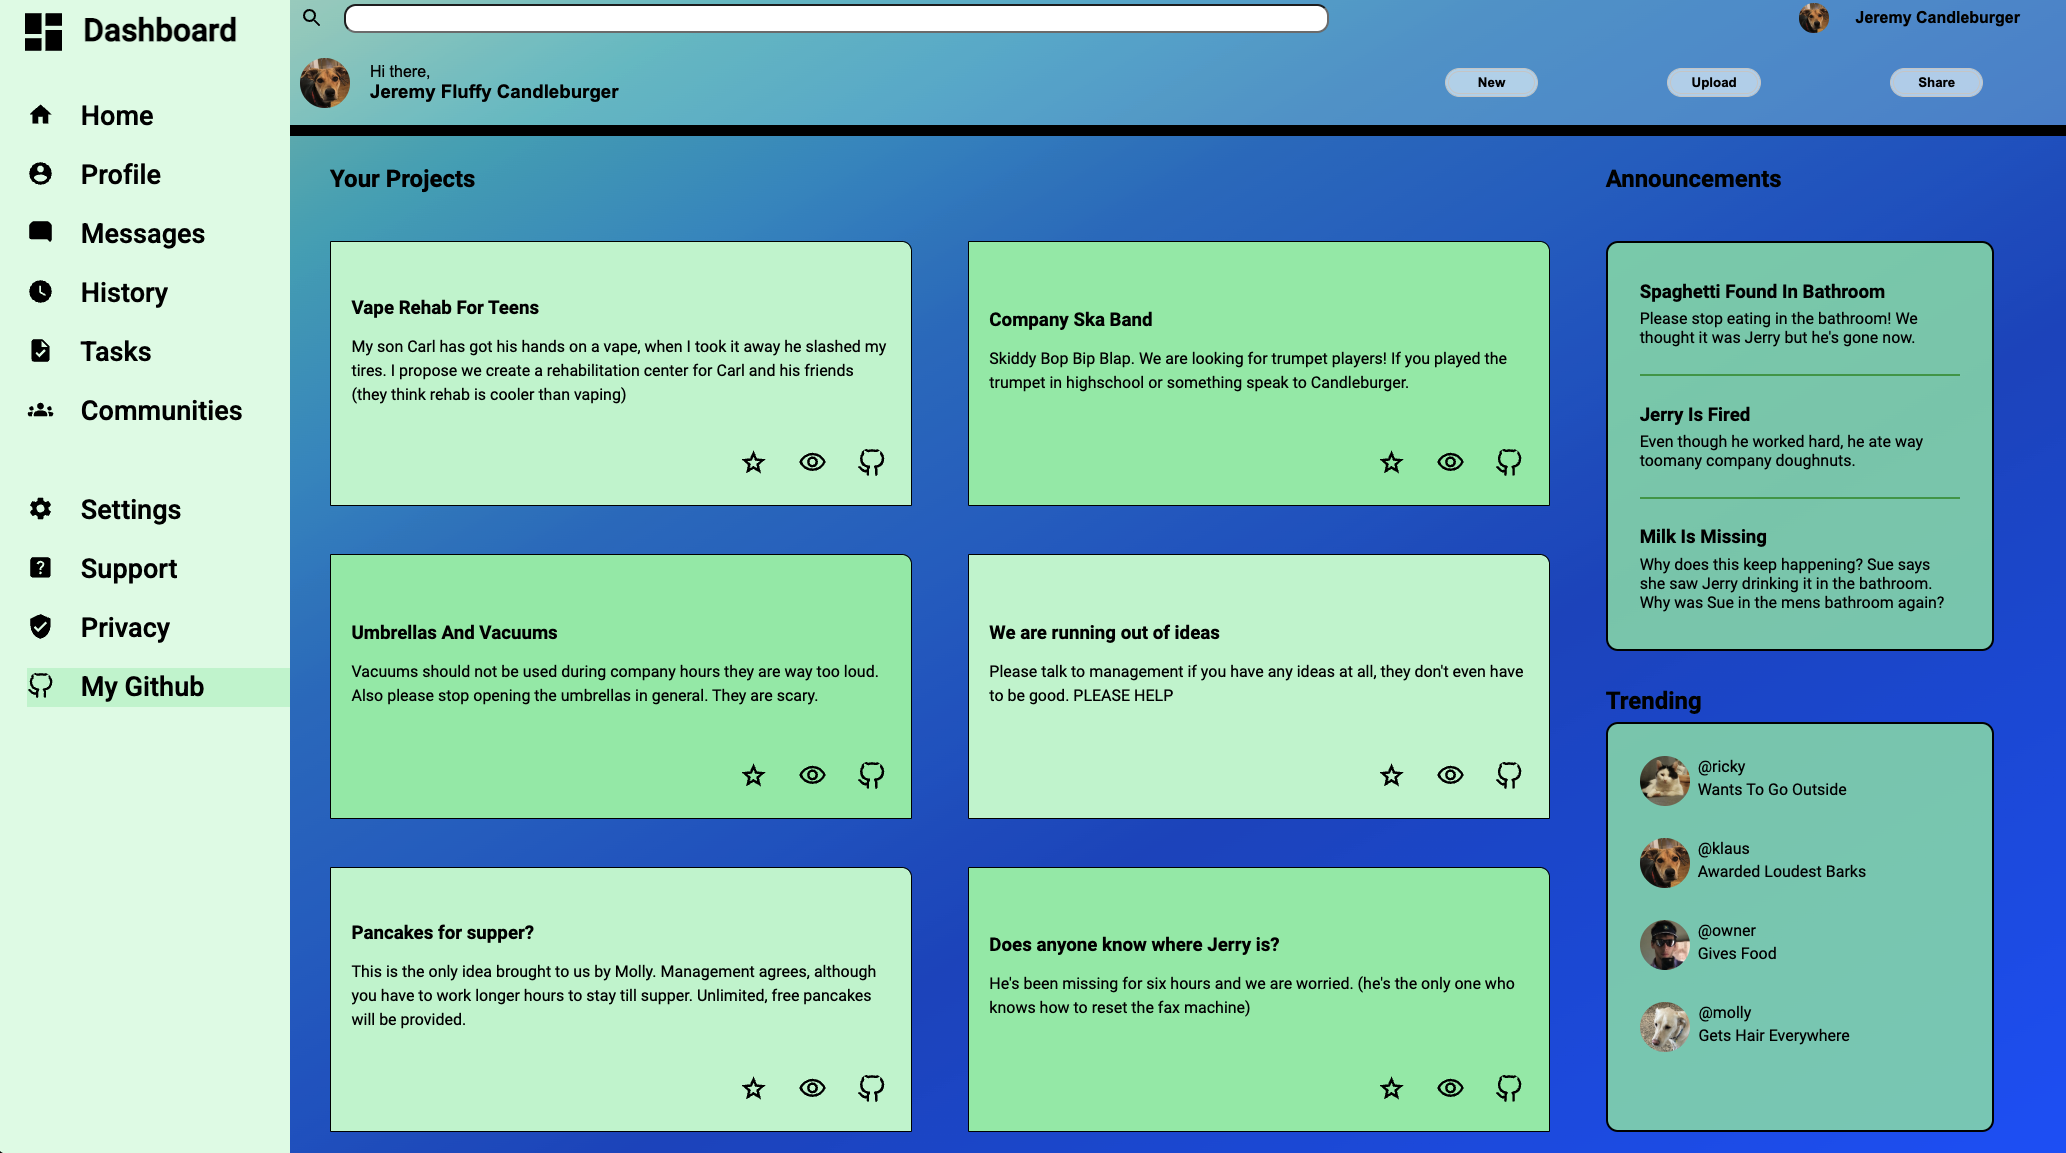 Dashboard
Home
Profile
Messages
History
Tasks
Communities
Settings
Support
Privacy
My Github
Jeremy Candleburger
Hi there,
Jeremy Fluffy Candleburger
New
Upload
Share
Your Projects
Vape Rehab For Teens
My son Carl has got his hands on a vape, when I took it away he slashed my
tires. I propose we create a rehabilitation center for Carl and his friends
(they think rehab is cooler than vaping)
Company Ska Band
Skiddy Bop Bip Blap. We are looking for trumpet players! If you played the
trumpet in highschool or something speak to Candleburger.
Umbrellas And Vacuums
Vacuums should not be used during company hours they are way too loud.
Also please stop opening the umbrellas in general. They are scary.
We are running out of ideas
Please talk to management if you have any ideas at all, they don't even have
to be good. PLEASE HELP
Pancakes for supper?
This is the only idea brought to us by Molly. Management agrees, although
you have to work longer hours to stay till supper. Unlimited, free pancakes
will be provided.
Does anyone know where Jerry is?
He's been missing for six hours and we are worried. (he's the only one who
knows how to reset the fax machine)
Announcements
Spaghetti Found In Bathroom
Please stop eating in the bathroom! We
thought it was Jerry but he's gone now.
Jerry Is Fired
Even though he worked hard, he ate way
toomany company doughnuts.
Milk Is Missing
Why does this keep happening? Sue says
she saw Jerry drinking it in the bathroom.
Why was Sue in the mens bathroom again?
Trending
@ricky
Wants To Go Outside
@klaus
Awarded Loudest Barks
@owner
Gives Food
@molly
Gets Hair Everywhere